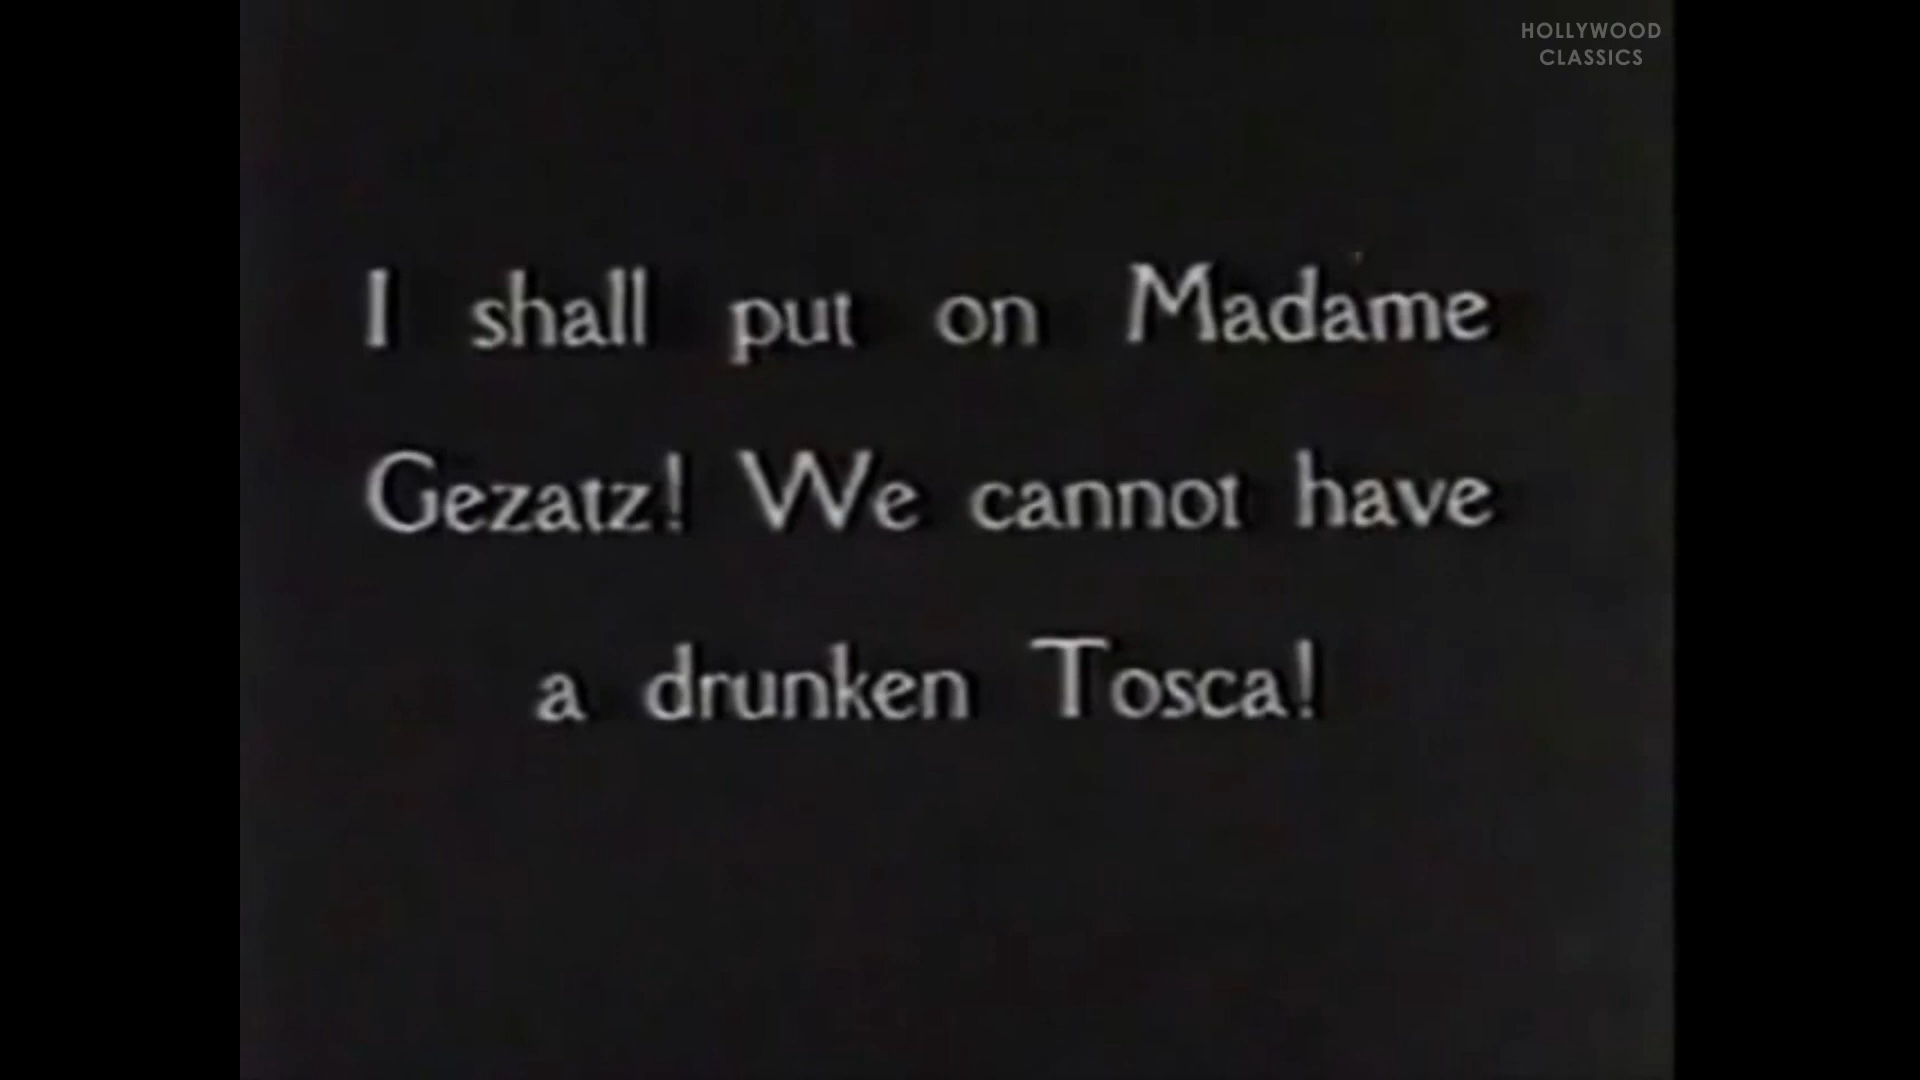 HOLLYWOOD
CLASSICS
I shall put on Madame
Gezatz! We cannot have
a drunken Tosca!